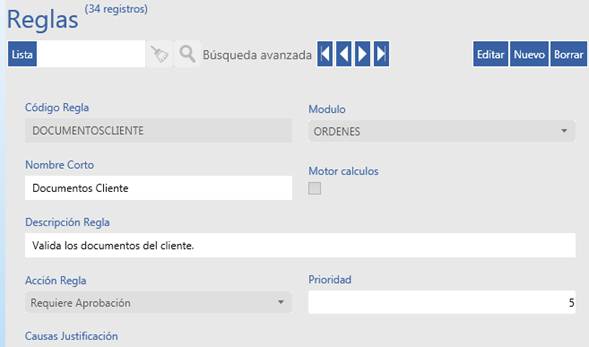 Reglas (34 registros)
Lista Búsqueda avanzada Editar Nuevo Borrar
Código Regla Modulo
DOCUMENTOSCLIENTE ORDENES
Nombre Corto Motor calculos
Documentos Cliente
Descripción Regla
Valida los documentos del cliente.
Acción Regla Prioridad
Requiere Aprobación 5
Causas Justificación